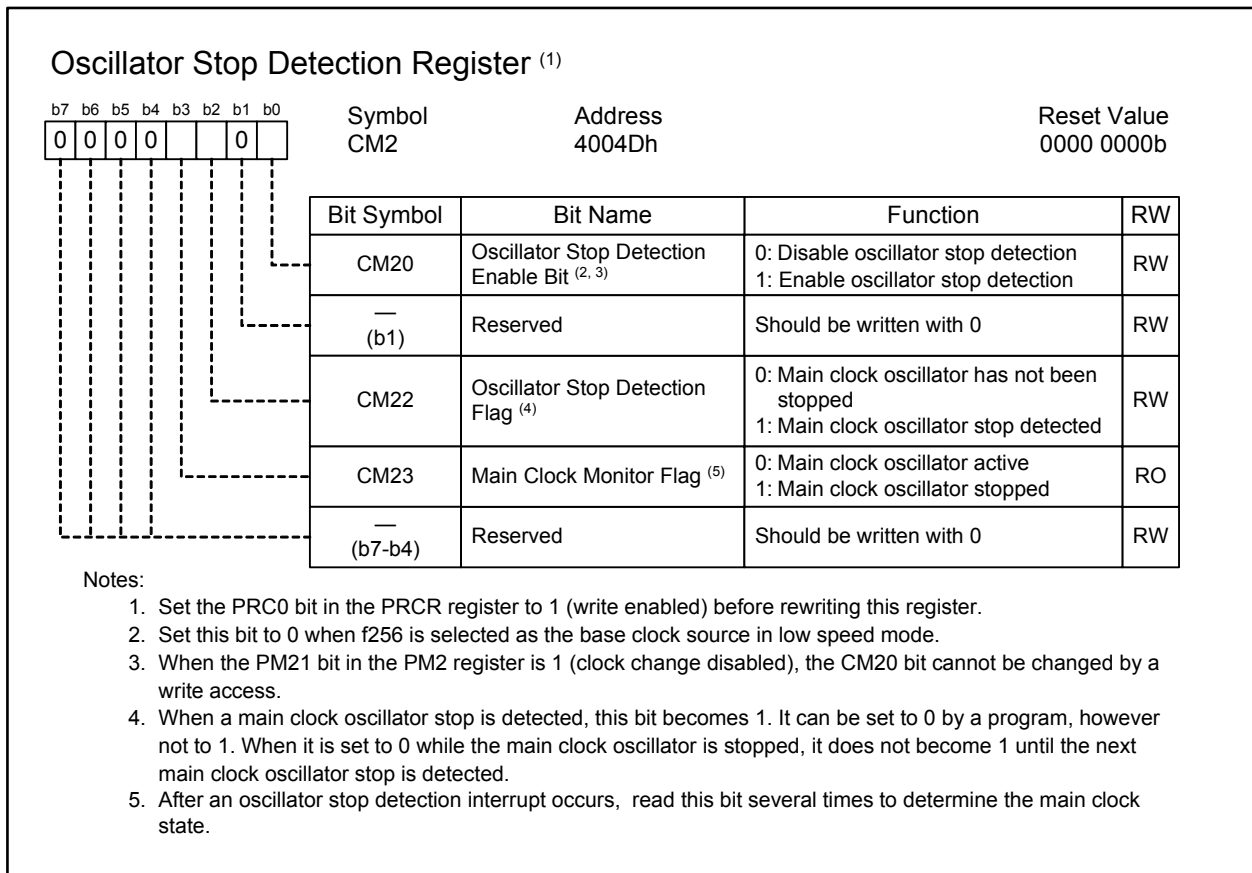 Oscillator Stop Detection Register (1)
b7 b6 b5 b4 b3 b2 b1 b0
0 0 0 0 0
Symbol Address Reset Value
CM2 4004Dh 0000 0000b
Bit Symbol Bit Name Function RW
CM20 Oscillator Stop Detection Enable Bit (2, 3) 0: Disable oscillator stop detection RW
1: Enable oscillator stop detection
—
(b1) Reserved Should be written with 0 RW
CM22 Oscillator Stop Detection Flag (4) 0: Main clock oscillator has not been RW
stopped
1: Main clock oscillator stop detected
CM23 Main Clock Monitor Flag (5) 0: Main clock oscillator active RO
1: Main clock oscillator stopped
—
(b7-b4) Reserved Should be written with 0 RW
Notes:
1. Set the PRC0 bit in the PRCR register to 1 (write enabled) before rewriting this register.
2. Set this bit to 0 when f256 is selected as the base clock source in low speed mode.
3. When the PM21 bit in the PM2 register is 1 (clock change disabled), the CM20 bit cannot be changed by a
write access.
4. When a main clock oscillator stop is detected, this bit becomes 1. It can be set to 0 by a program, however
not to 1. When it is set to 0 while the main clock oscillator is stopped, it does not become 1 until the next
main clock oscillator stop is detected.
5. After an oscillator stop detection interrupt occurs, read this bit several times to determine the main clock
state.